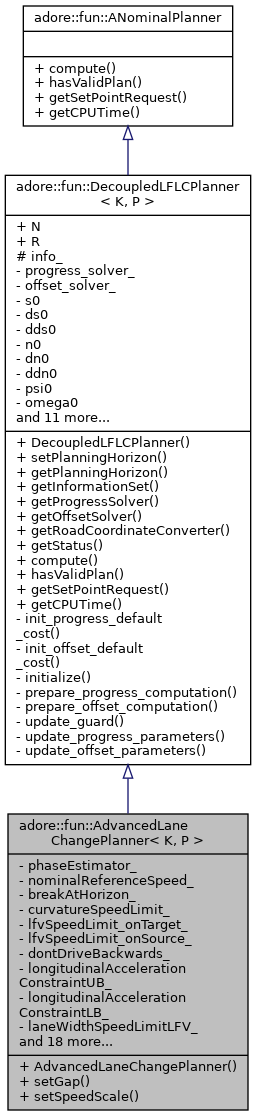 adore::fun::ANominalPlanner
+ compute()
+ hasValidPlan()
+ getSetPointRequest()
+ getCPUTime()
adore::fun::DecoupledLFLCPlanner
< K, P >
+ N
+ R
# info_
- progress_solver_
- offset_solver_
- s0
- ds0
- dds0
- n0
- dn0
- ddn0
- psi0
- omega0
and 11 more...
+ DecoupledLFLCPlanner()
+ setPlanningHorizon()
+ getPlanningHorizon()
+ getInformationSet()
+ getProgressSolver()
+ getOffsetSolver()
+ getRoadCoordinateConverter()
+ getStatus()
+ compute()
+ hasValidPlan()
+ getSetPointRequest()
+ getCPUTime()
- init_progress_default
_cost()
- init_offset_default
_cost()
- initialize()
- prepare_progress_computation()
- prepare_offset_computation()
- update_guard()
- update_progress_parameters()
- update_offset_parameters()
adore::fun::AdvancedLane
ChangePlanner< K, P >
- phaseEstimator_
- nominalReferenceSpeed_
- breakAtHorizon_
- curvatureSpeedLimit_
- lfvSpeedLimit_onTarget_
- lfvSpeedLimit_onSource_
- dontDriveBackwards_
- longitudinalAcceleration
ConstraintUB_
- longitudinalAcceleration
ConstraintLB_
- laneWidthSpeedLimitLFV_
and 18 more...
+ AdvancedLaneChangePlanner()
+ setGap()
+ setSpeedScale()